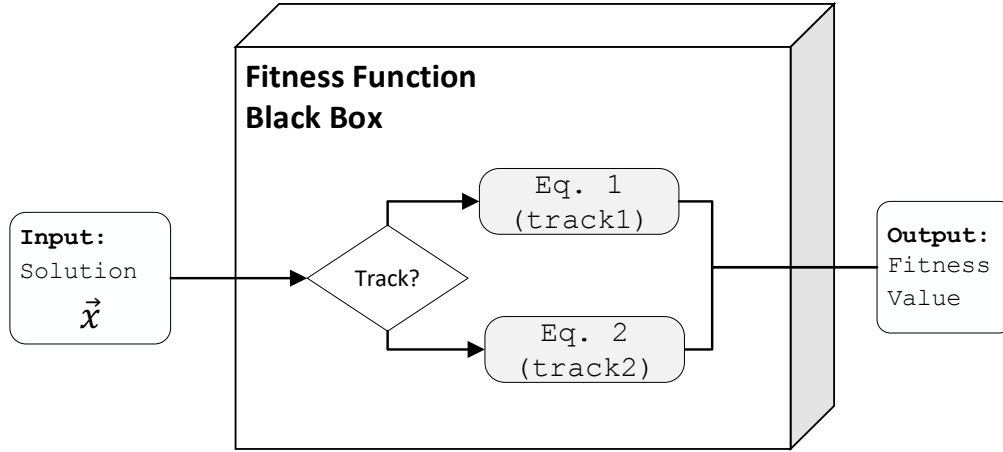 Fitness Function
Black Box
Input:
Solution
x⃗
Track?
Eq. 1
(track1)
Eq. 2
(track2)
Output:
Fitness
Value